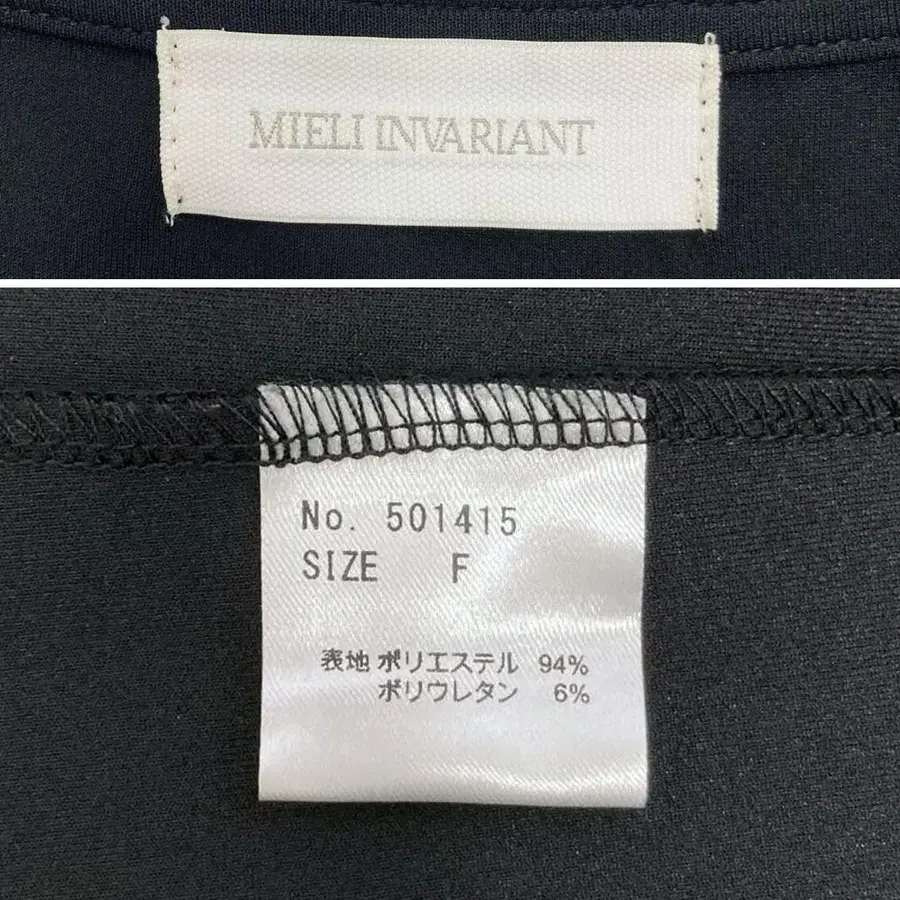 MIELI INVARIANT
No. 501415
SIZE F
表地 ポリエステル 94%
ポリウレタン 6%